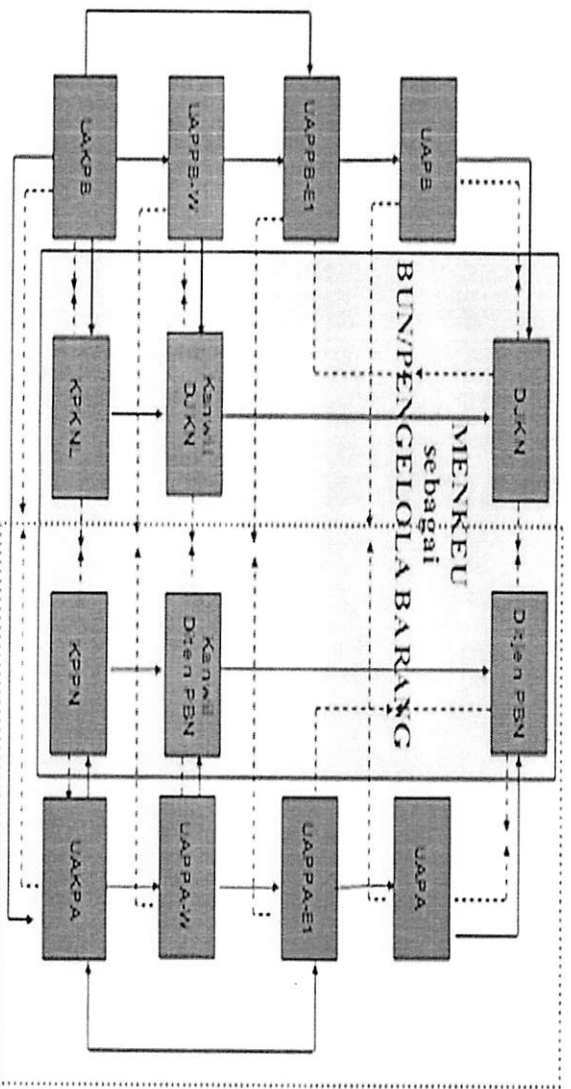 DJKN
Ditjen PBN
MENKEU
sebagai
BUN/PENGELOLA BARANG
UAPB
UAPA
UAPPB-E1
UAPPA-E1
UAPPB-W
Kanwil
DJKN
Kanwil
Diten PBN
UAPPA-W
UAKPB
KPKNL
KPPN
UAKPA